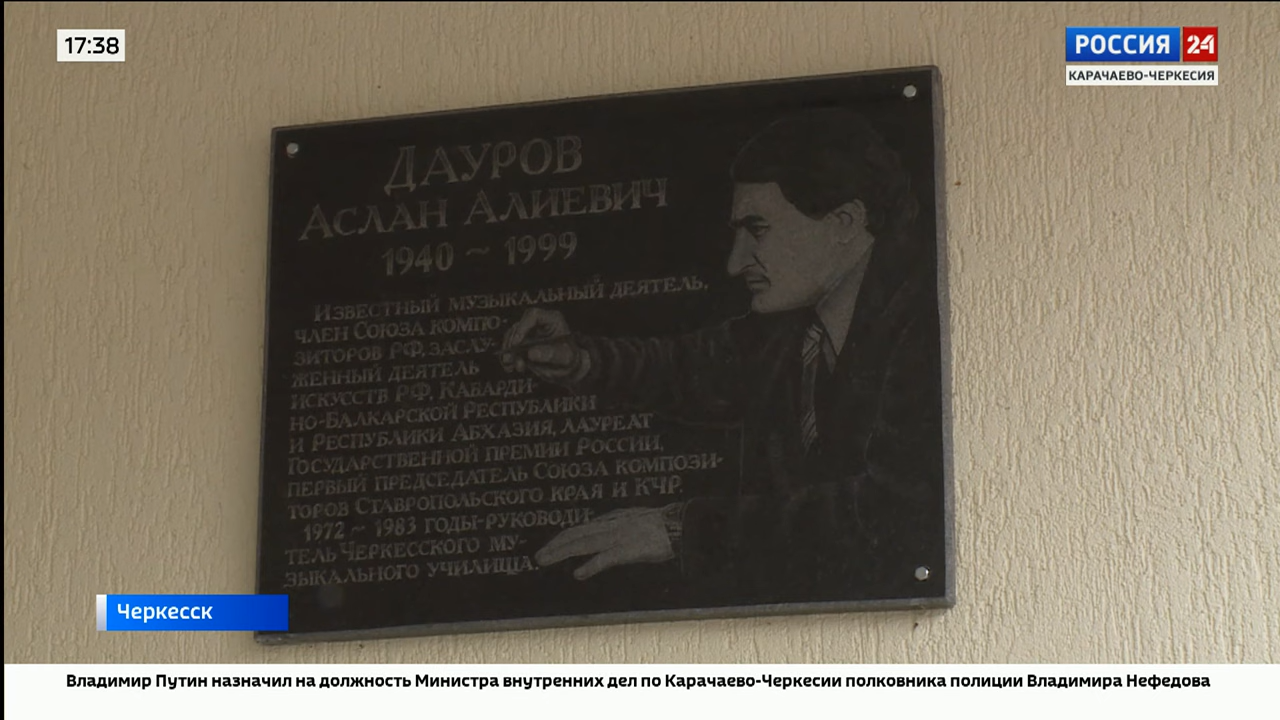 17:38
РОССИЯ 24
КАРАЧАЕВО-ЧЕРКЕСИЯ
ДАУРОВ
АСЛАН АЛИЕВИЧ
1940 ~ 1999
ИЗВЕСТНЫЙ МУЗЫКАЛЬНЫЙ ДЕЯТЕЛЬ,
ЧЛЕН СОЮЗА КОМПО-
ЗИТОРОВ РФ, ЗАСЛУ-
ЖЕННЫЙ ДЕЯТЕЛЬ
ИСКУССТВ РФ, КАБАРДИ-
НО-БАЛКАРСКОЙ РЕСПУБЛИКИ
И РЕСПУБЛИКИ АБХАЗИЯ, ЛАУРЕАТ
ГОСУДАРСТВЕННОЙ ПРЕМИИ РОССИИ,
ПЕРВЫЙ ПРЕДСЕДАТЕЛЬ СОЮЗА КОМПОЗИ-
ТОРОВ СТАВРОПОЛЬСКОГО КРАЯ И КЧР.
1972 ~ 1983 ГОДЫ-РУКОВОДИ-
ТЕЛЬ ЧЕРКЕССКОГО МУ-
ЗЫКАЛЬНОГО УЧИЛИЩА.
Черкесск
Владимир Путин назначил на должность Министра внутренних дел по Карачаево-Черкесии полковника полиции Владимира Нефедова